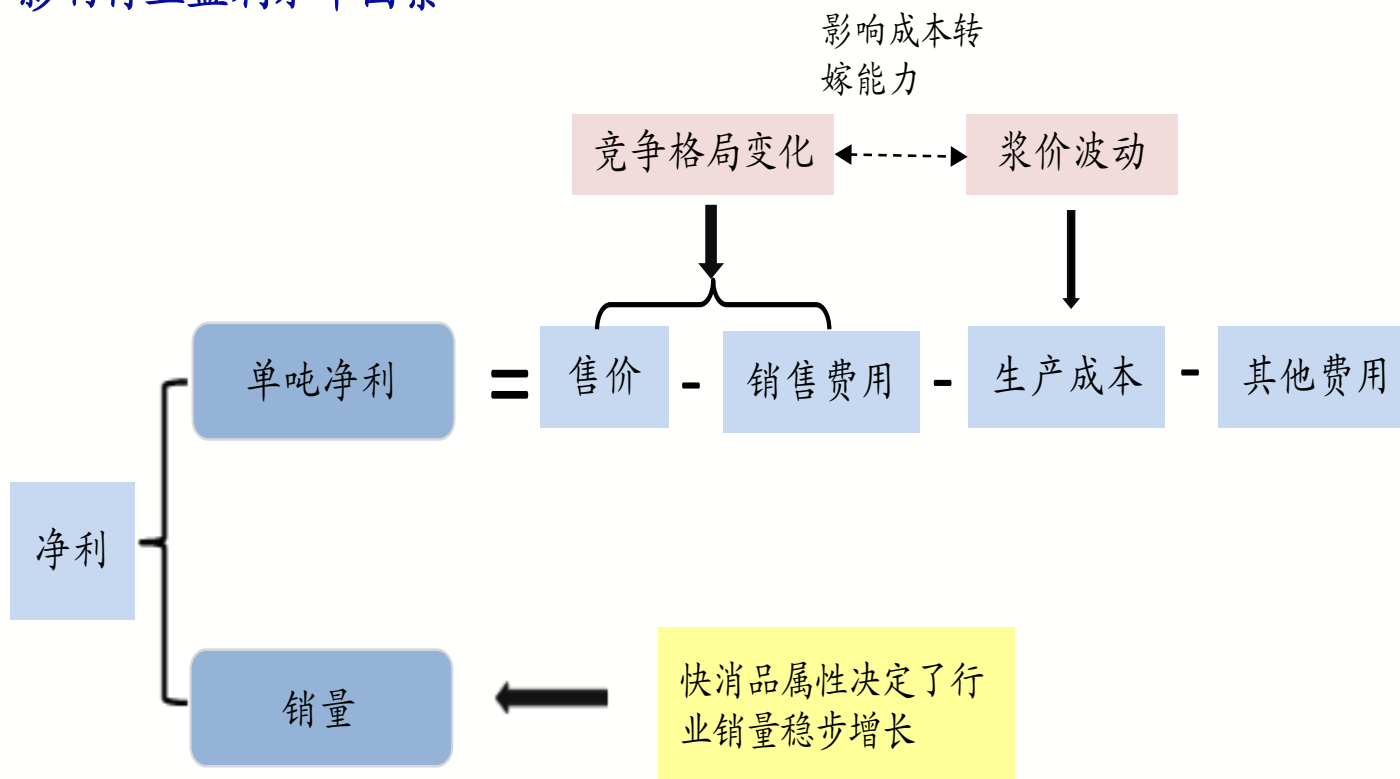 影响成本转
嫁能力
竞争格局变化
浆价波动
单吨净利 = 售价 - 销售费用 - 生产成本 - 其他费用
净利
销量
快消品属性决定了行
业销量稳步增长